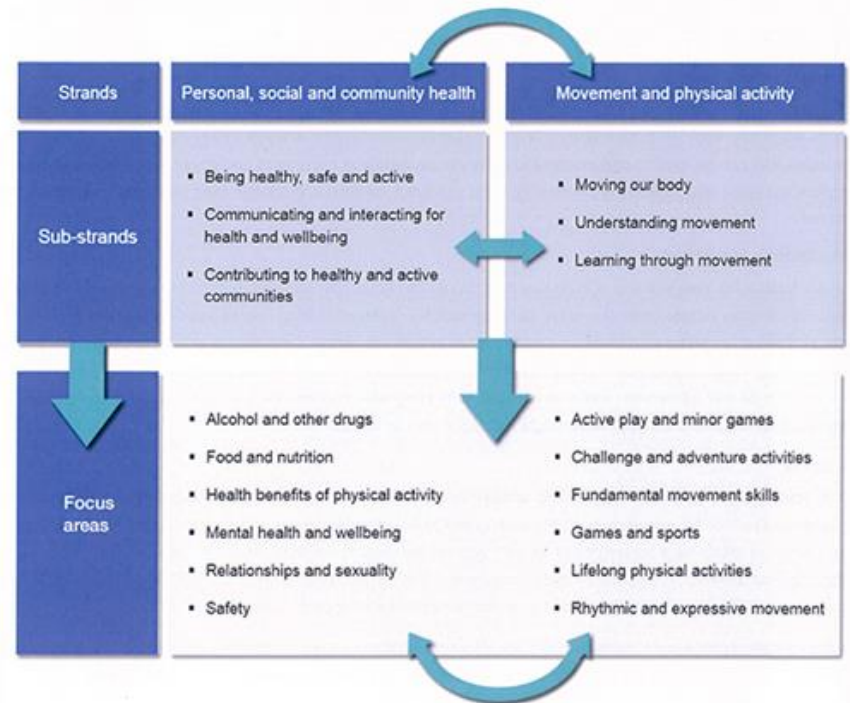 Strands
Personal, social and community health
Movement and physical activity
Sub-strands
▪ Being healthy, safe and active
▪ Communicating and interacting for
health and wellbeing
▪ Contributing to healthy and active
communities
▪ Moving our body
▪ Understanding movement
▪ Learning through movement
Focus
areas
▪ Alcohol and other drugs
▪ Food and nutrition
▪ Health benefits of physical activity
▪ Mental health and wellbeing
▪ Relationships and sexuality
▪ Safety
▪ Active play and minor games
▪ Challenge and adventure activities
▪ Fundamental movement skills
▪ Games and sports
▪ Lifelong physical activities
▪ Rhythmic and expressive movement